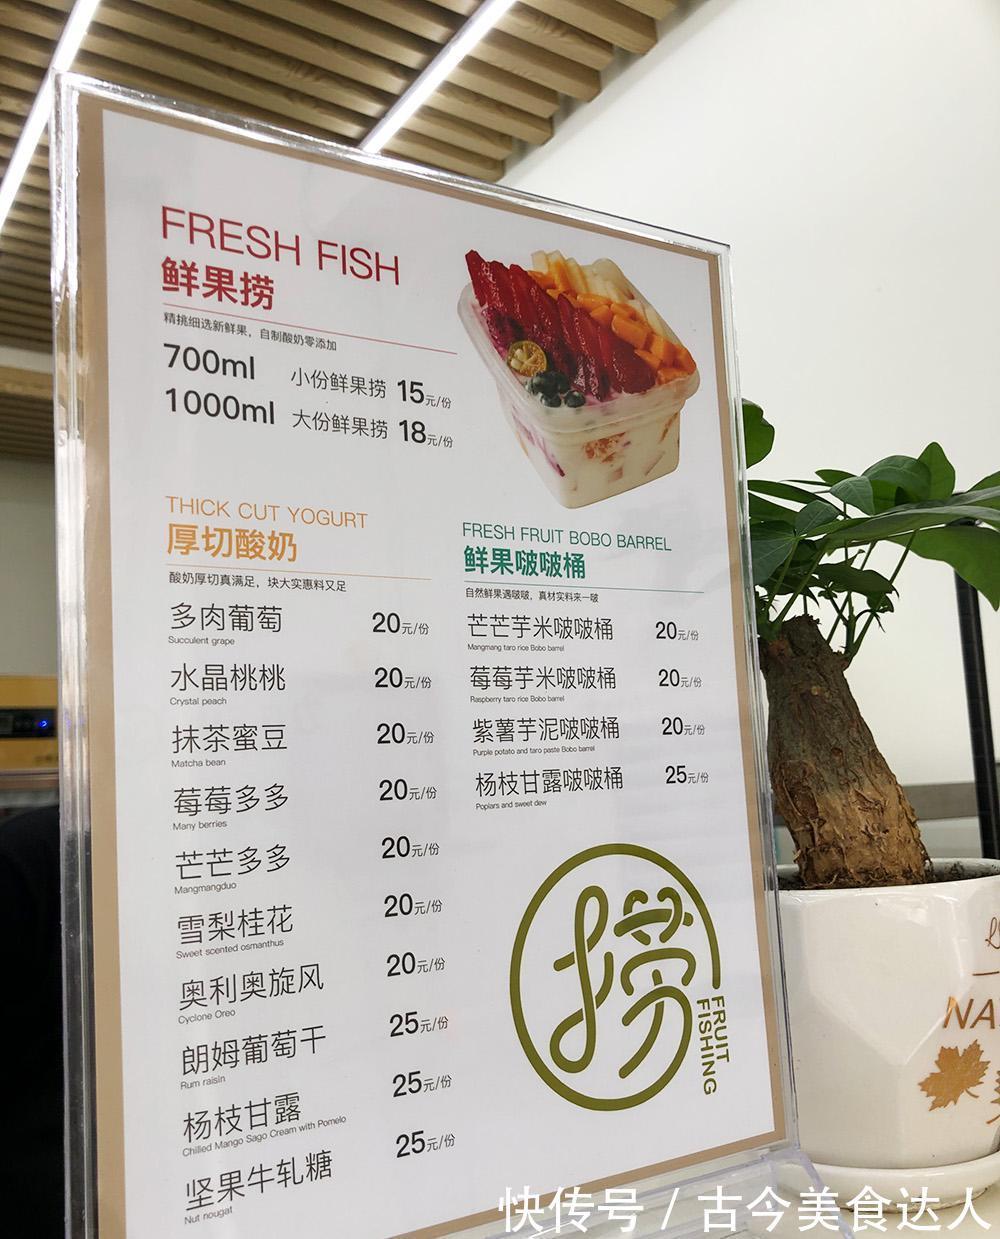 FRESH FISH
鲜果捞
精挑细选新鲜果，自制酸奶零添加
700ml 小份鲜果捞 15元/份
1000ml 大份鲜果捞 18元/份
THICK CUT YOGURT
厚切酸奶
酸奶厚切真满足，块大实惠料又足
多肉葡萄 20元/份
Succulent grape
水晶桃桃 20元/份
Crystal peach
抹茶蜜豆 20元/份
Matcha bean
莓莓多多 20元/份
Many berries
芒芒多多 20元/份
Mangmangduo
雪梨桂花 20元/份
Sweet scented osmanthus
奥利奥旋风 20元/份
Cyclone Oreo
朗姆葡萄干 25元/份
Rum raisin
杨枝甘露 25元/份
Chilled Mango Sago Cream with Pomelo
坚果牛轧糖 25元/份
Nut nougat
FRESH FRUIT BOBO BARREL
鲜果啵啵桶
自然鲜果遇啵啵，真材实料来一啵
芒芒芋米啵啵桶 20元/份
Mangmang taro rice Bobo barrel
莓莓芋米啵啵桶 20元/份
Raspberry taro rice Bobo barrel
紫薯芋泥啵啵桶 20元/份
Purple potato and taro paste Bobo barrel
杨枝甘露啵啵桶 25元/份
Poplars and sweet dew
捞
FRUIT
FISHING
NA
快传号 / 古今美食达人